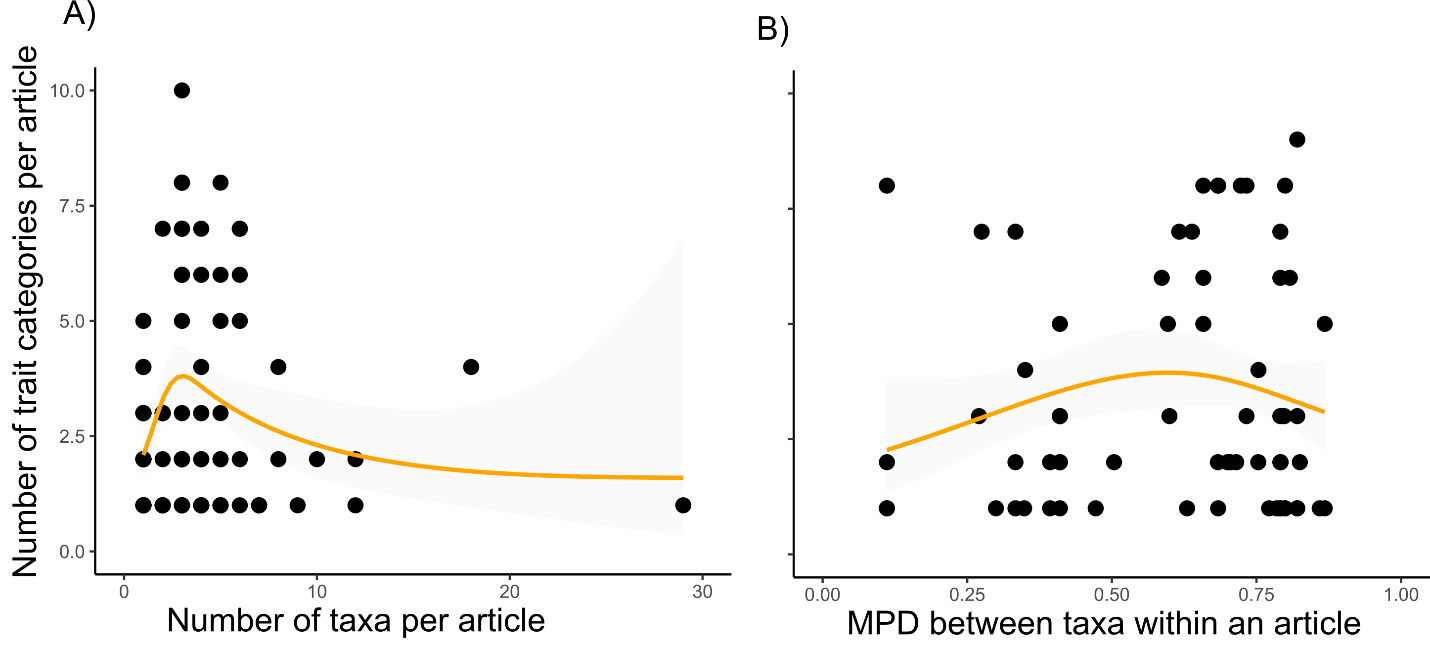 A)
Number of trait categories per article
10.0
7.5
5.0
2.5
0.0
0
10
20
30
Number of taxa per article
B)
0.00
0.25
0.50
0.75
1.00
MPD between taxa within an article